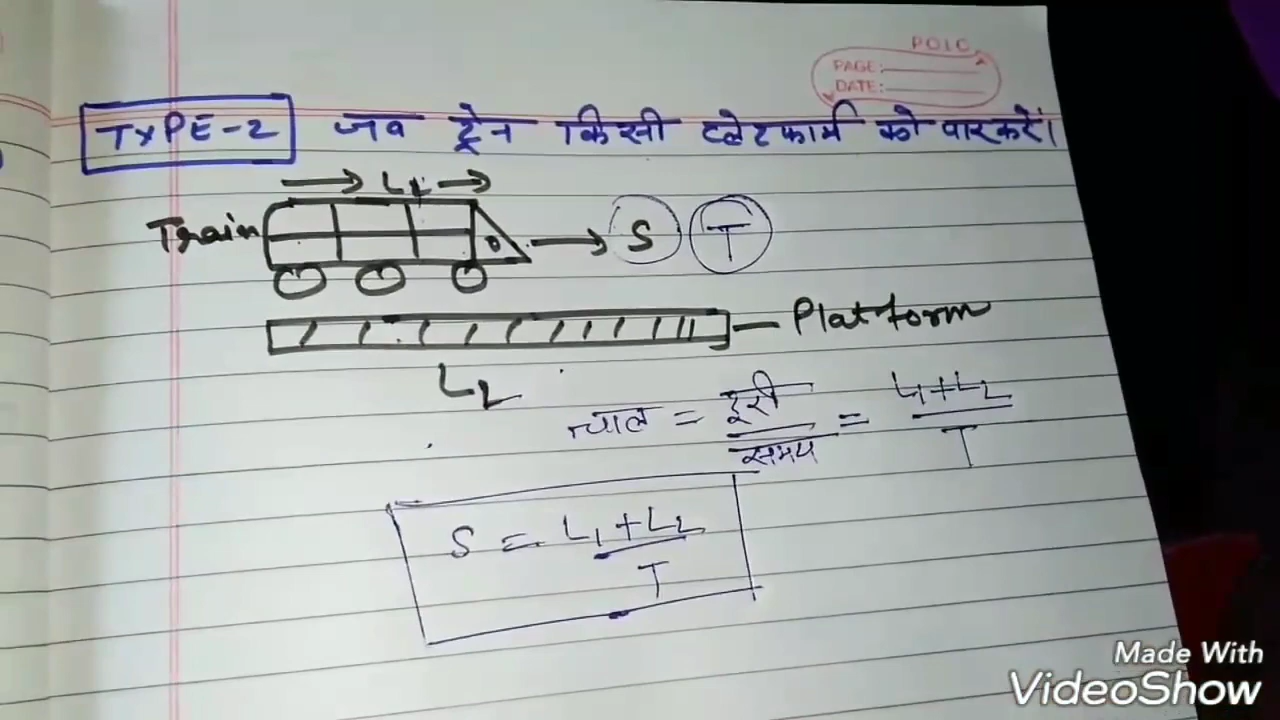 POIC
PAGE:
DATE:
TYPE-2 जब ट्रेन किसी प्लेटफार्म को पार करें।
L1
Train S T
Platform
L2
चाल = दूरी/समय = L1+L2/T
S = L1+L2/T
Made With
VideoShow